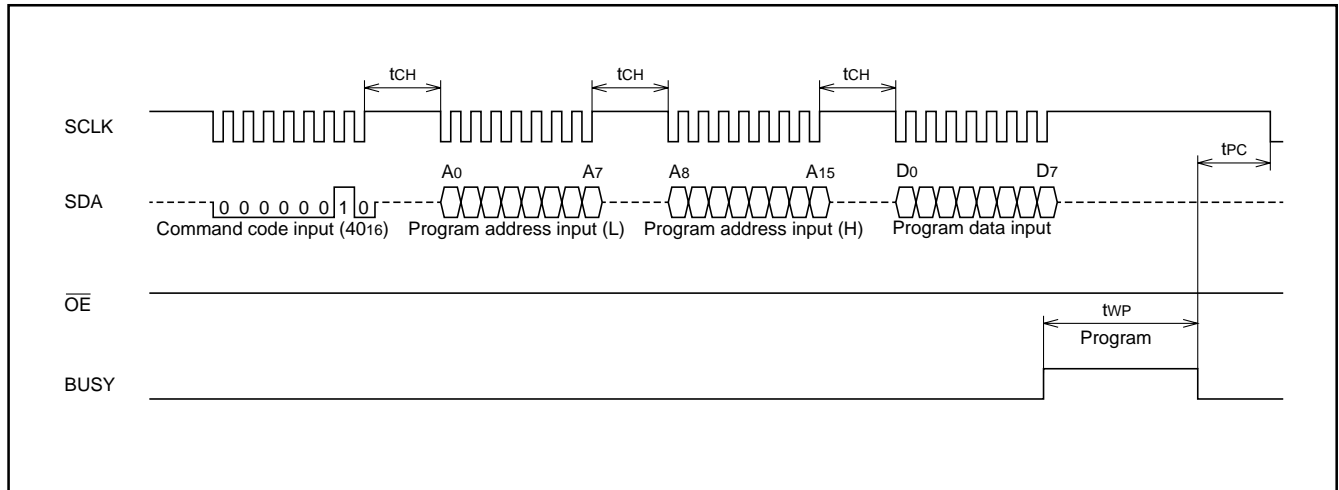 tCH tCH tCH
SCLK
tPC
A0 A7 A8 A15 D0 D7
SDA
0 0 0 0 0 0 1 0
Command code input (4016) Program address input (L) Program address input (H) Program data input
OE
tWP
Program
BUSY